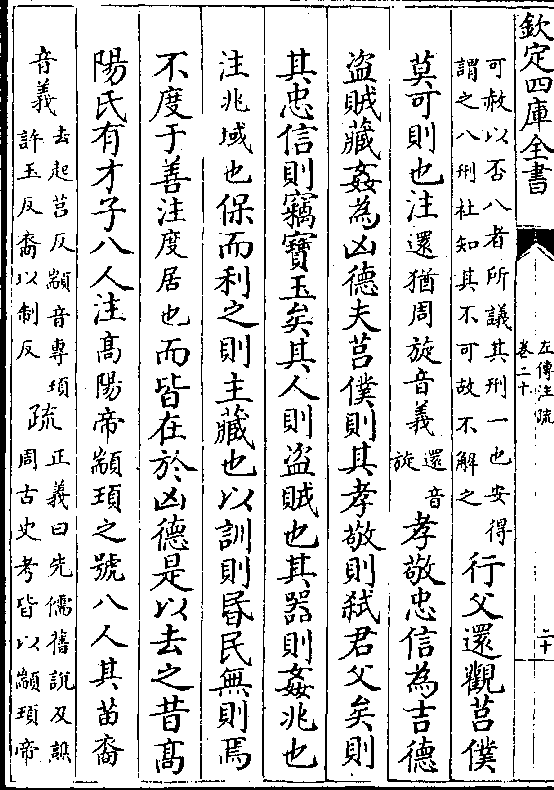 欽定四庫全書
左傳注疏
卷二十
二十
可赦以否八者所議其刑一也安得
謂之八刑杜知其不可故不解之
行父還觀莒僕
莫可則也注還猶周旋音義
還音
旋
孝敬忠信為吉德
盜賊藏姦為凶德夫莒僕則其孝敬則弑君父矣則
其忠信則竊寶玉矣其人則盜賊也其器則姦兆也
注兆域也保而利之則主藏也以訓則昬民無則焉
不度于善注度居也而皆在於凶德是以去之昔髙
陽氏有才子八人注髙陽帝顓頊之號八人其苗裔
音義
去起莒反顓音專頊
許玉反裔以制反
疏
正義曰先儒舊說及譙
周古史考皆以顓頊帝